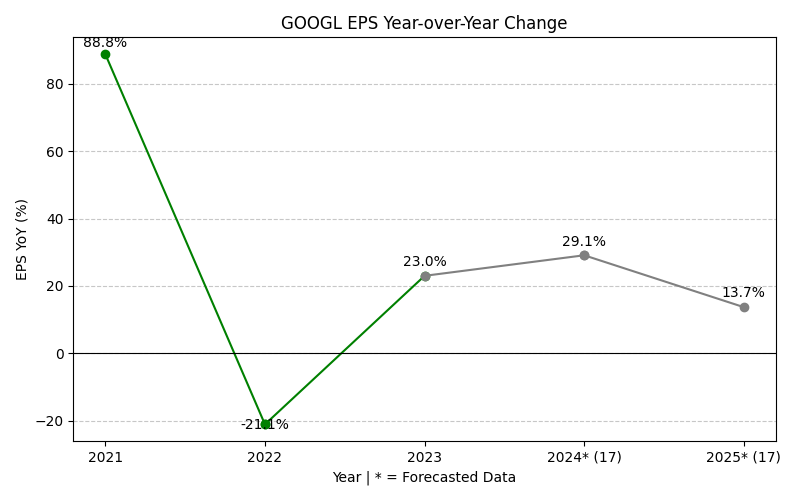 GOOGL EPS Year-over-Year Change
88.8%
80
60
40
29.1%
23.0%
20
13.7%
0
-21.1%
−20
EPS YoY (%)
2021 2022 2023 2024* (17) 2025* (17)
Year | * = Forecasted Data